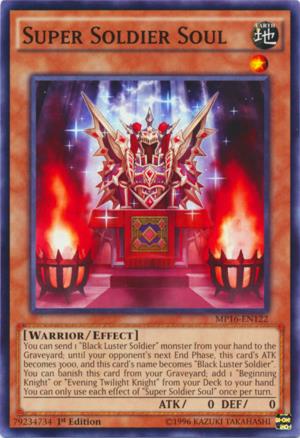 SUPER SOLDIER SOUL
EARTH
地
MP16-EN122
[WARRIOR/EFFECT]
You can send 1 "Black Luster Soldier" monster from your hand to the
Graveyard; until your opponent's next End Phase, this card's ATK
becomes 3000, and this card's name becomes "Black Luster Soldier".
You can banish this card from your Graveyard; add 1 "Beginning
Knight" or "Evening Twilight Knight" from your Deck to your hand.
You can only use each effect of "Super Soldier Soul" once per turn.
ATK/ 0 DEF/ 0
79234734 1st Edition ©1996 KAZUKI TAKAHASHI